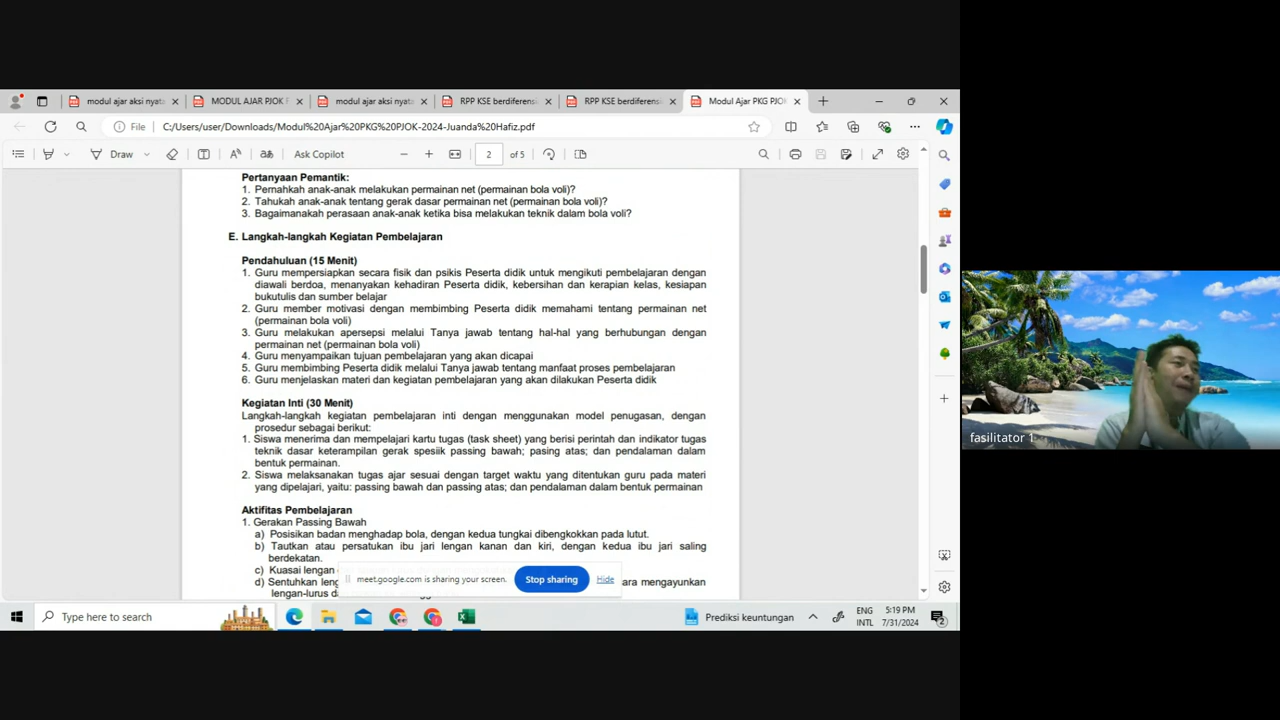 modul ajar aksi nyata
MODUL AJAR PJOK F
modul ajar aksi nyata
RPP KSE berdiferensi
RPP KSE berdiferensi
Modul Ajar PKG PJOK
File
C:/Users/user/Downloads/Modul%20Ajar%20PKG%20PJOK-2024-Juanda%20Hafiz.pdf
Draw
Ask Copilot
2 of 5
Pertanyaan Pemantik:
1. Pernahkah anak-anak melakukan permainan net (permainan bola voli)?
2. Tahukah anak-anak tentang gerak dasar permainan net (permainan bola voli)?
3. Bagaimanakah perasaan anak-anak ketika bisa melakukan teknik dalam bola voli?
E. Langkah-langkah Kegiatan Pembelajaran
Pendahuluan (15 Menit)
1. Guru mempersiapkan secara fisik dan psikis Peserta didik untuk mengikuti pembelajaran dengan
diawali berdoa, menanyakan kehadiran Peserta didik, kebersihan dan kerapian kelas, kesiapan
bukutulis dan sumber belajar
2. Guru member motivasi dengan membimbing Peserta didik memahami tentang permainan net
(permainan bola voli)
3. Guru melakukan apersepsi melalui Tanya jawab tentang hal-hal yang berhubungan dengan
permainan net (permainan bola voli)
4. Guru menyampaikan tujuan pembelajaran yang akan dicapai
5. Guru membimbing Peserta didik melalui Tanya jawab tentang manfaat proses pembelajaran
6. Guru menjelaskan materi dan kegiatan pembelajaran yang akan dilakukan Peserta didik
Kegiatan Inti (30 Menit)
Langkah-langkah kegiatan pembelajaran inti dengan menggunakan model penugasan, dengan
prosedur sebagai berikut:
1. Siswa menerima dan mempelajari kartu tugas (task sheet) yang berisi perintah dan indikator tugas
teknik dasar keterampilan gerak spesiik passing bawah; pasing atas; dan pendalaman dalam
bentuk permainan.
2. Siswa melaksanakan tugas ajar sesuai dengan target waktu yang ditentukan guru pada materi
yang dipelajari, yaitu: passing bawah dan passing atas; dan pendalaman dalam bentuk permainan
Aktifitas Pembelajaran
1. Gerakan Passing Bawah
a) Posisikan badan menghadap bola, dengan kedua tungkai dibengkokkan pada lutut.
b) Tautkan atau persatukan ibu jari lengan kanan dan kiri, dengan kedua ibu jari saling
berdekatan.
c) Kuasai lengan
d) Sentuhkan leng ara mengayunkan
lengan-lurus da
meet.google.com is sharing your screen.
Stop sharing
Hide
fasilitator 1
Type here to search
Prediksi keuntungan
ENG
INTL
5:19 PM
7/31/2024
2